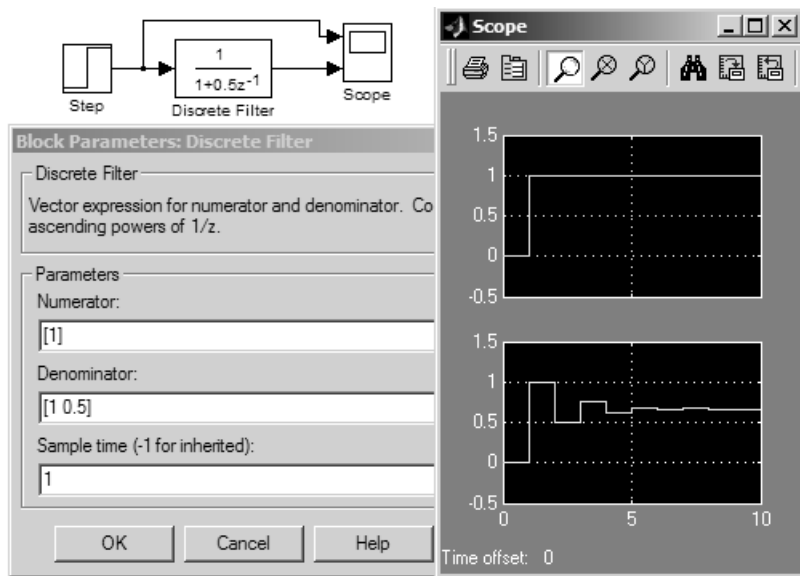 1
1+0.5z-1
Step
Discrete Filter
Scope
Block Parameters: Discrete Filter
Discrete Filter
Vector expression for numerator and denominator. Co
ascending powers of 1/z.
Parameters
Numerator:
[1]
Denominator:
[1 0.5]
Sample time (-1 for inherited):
1
OK
Cancel
Help
Scope
1.5
1
0.5
0
-0.5
1.5
1
0.5
0
-0.5
0
5
10
Time offset: 0